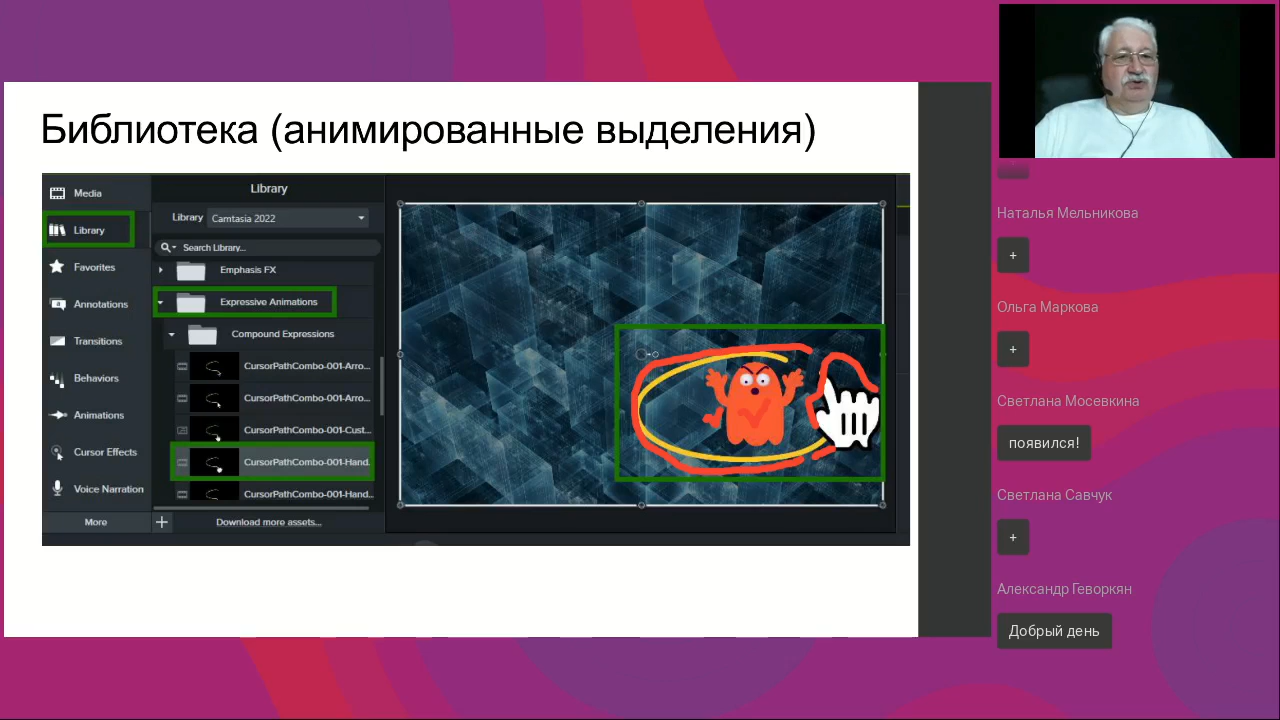 Библиотека (анимированные выделения)
Media
Library
Favorites
Annotations
Transitions
Behaviors
Animations
Cursor Effects
Voice Narration
More
Library
Library Camtasia 2022
Search Library...
Emphasis FX
Expressive Animations
Compound Expressions
CursorPathCombo-001-Arro...
CursorPathCombo-001-Arro...
CursorPathCombo-001-Cust...
CursorPathCombo-001-Hand.
CursorPathCombo-001-Hand...
+ Download more assets...
Наталья Мельникова
+
Ольга Маркова
+
Светлана Мосевкина
появился!
Светлана Савчук
+
Александр Геворкян
Добрый день